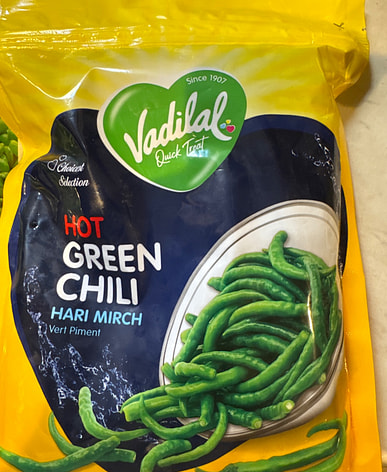 Since 1907
Vadilal
Quick Treat
Choicest
Selection
HOT
GREEN
CHILI
HARI MIRCH
Vert Piment